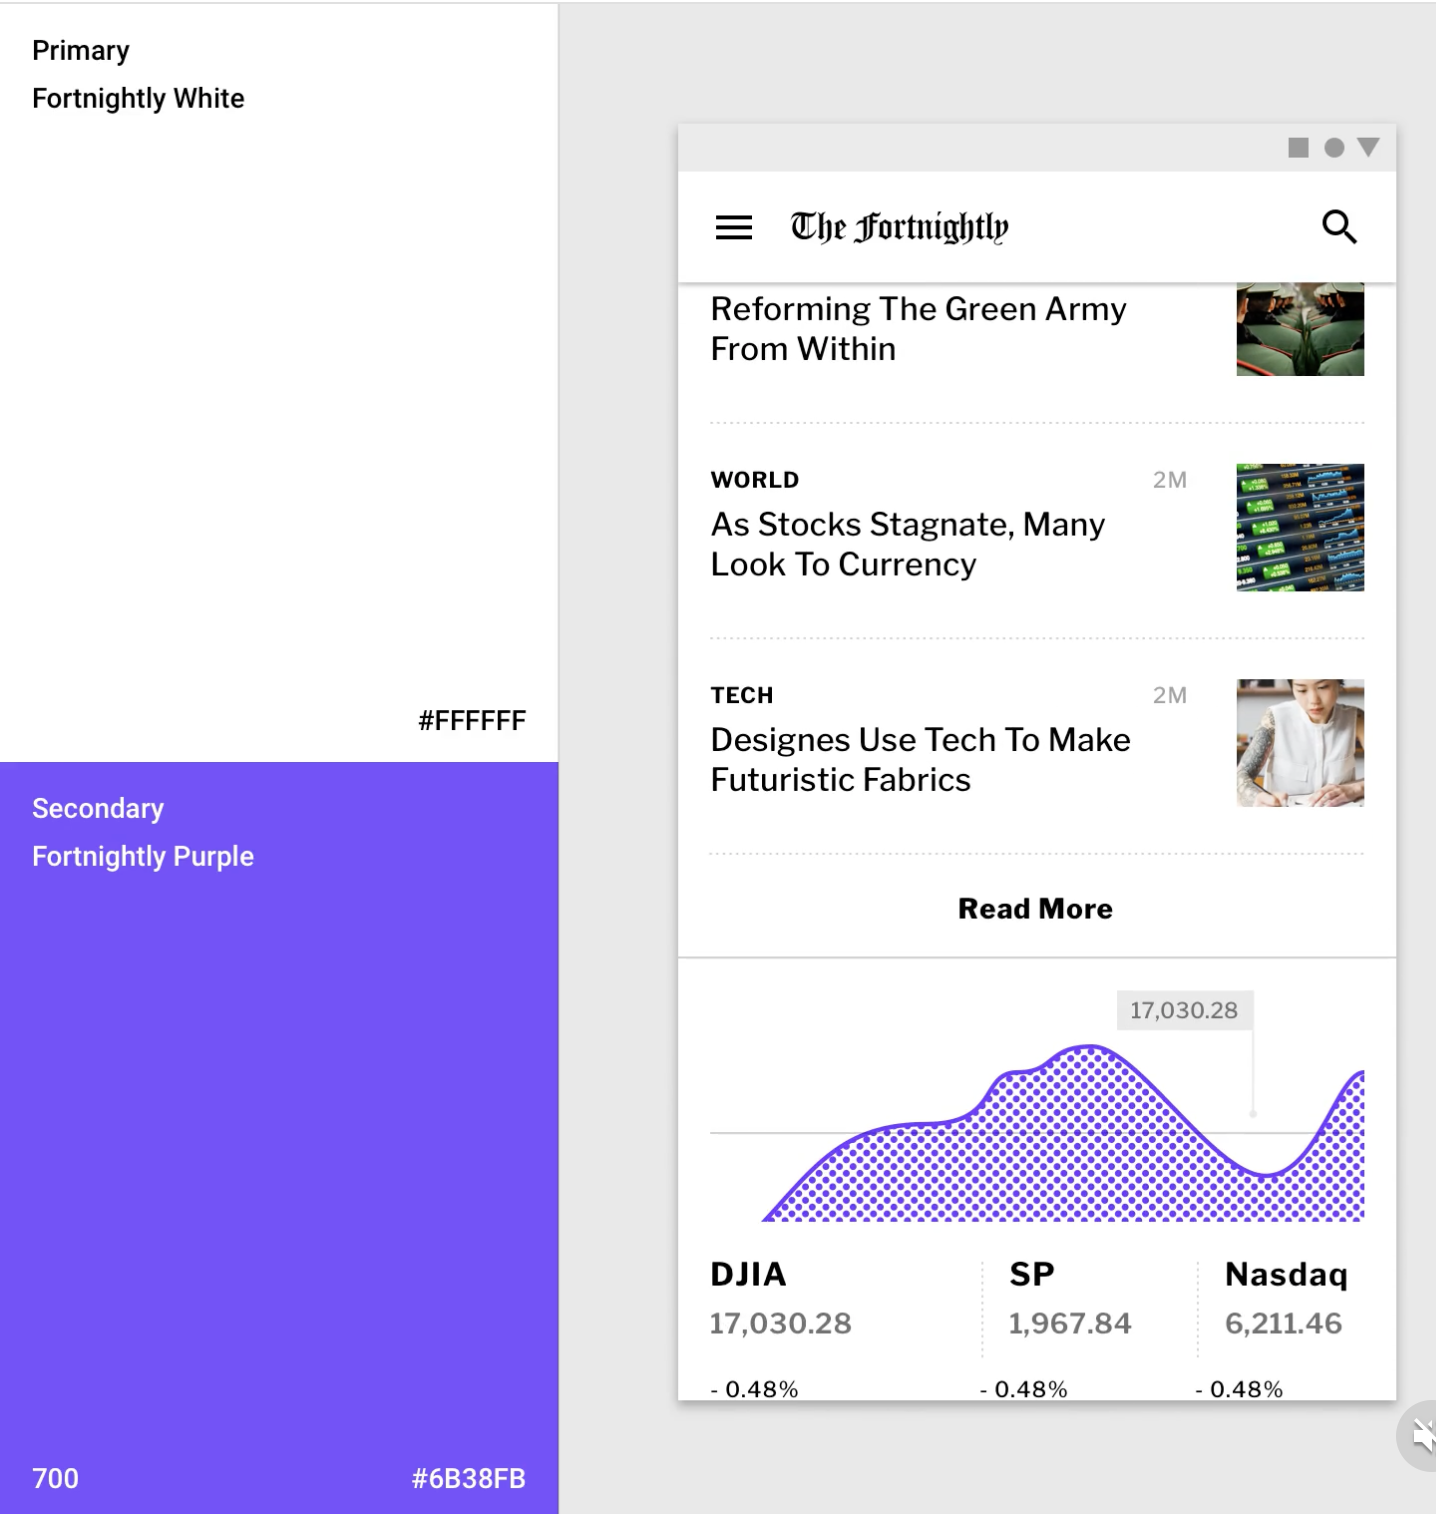 Primary
Fortnightly White
#FFFFFF
Secondary
Fortnightly Purple
700
#6B38FB
The Fortnightly
Reforming The Green Army
From Within
WORLD
2M
As Stocks Stagnate, Many
Look To Currency
TECH
2M
Designes Use Tech To Make
Futuristic Fabrics
Read More
17,030.28
DJIA
SP
Nasdaq
17,030.28
1,967.84
6,211.46
- 0.48%
- 0.48%
- 0.48%